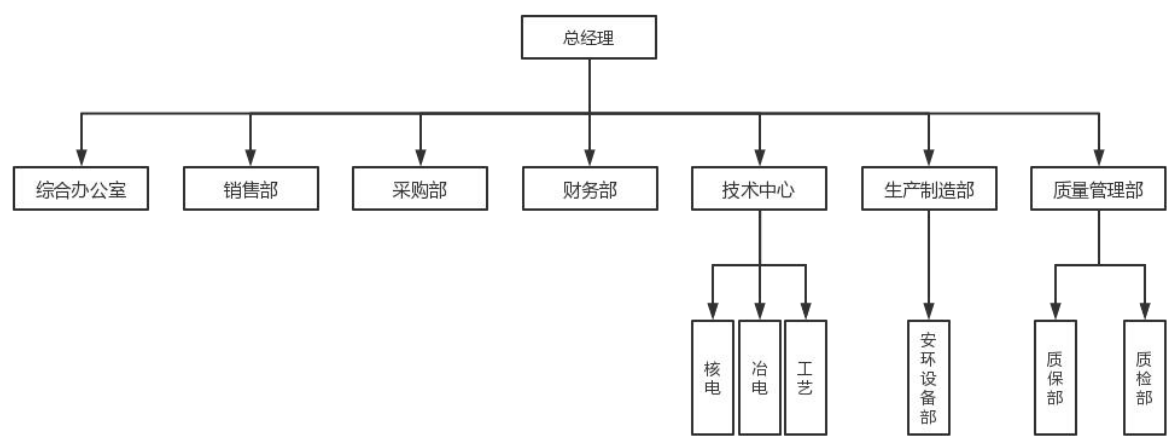 总经理
综合办公室
销售部
采购部
财务部
技术中心
生产制造部
质量管理部
核电
冶电
工艺
安环设备部
质保部
质检部